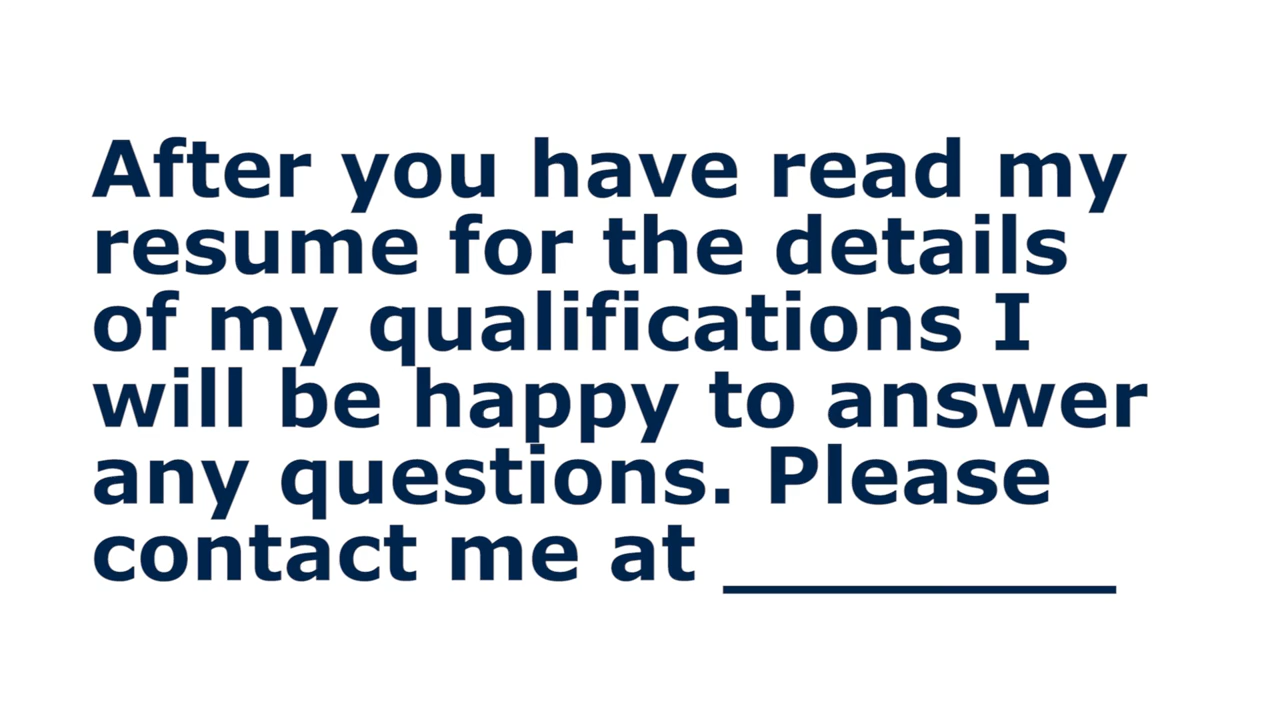 After you have read my
resume for the details
of my qualifications I
will be happy to answer
any questions. Please
contact me at __________